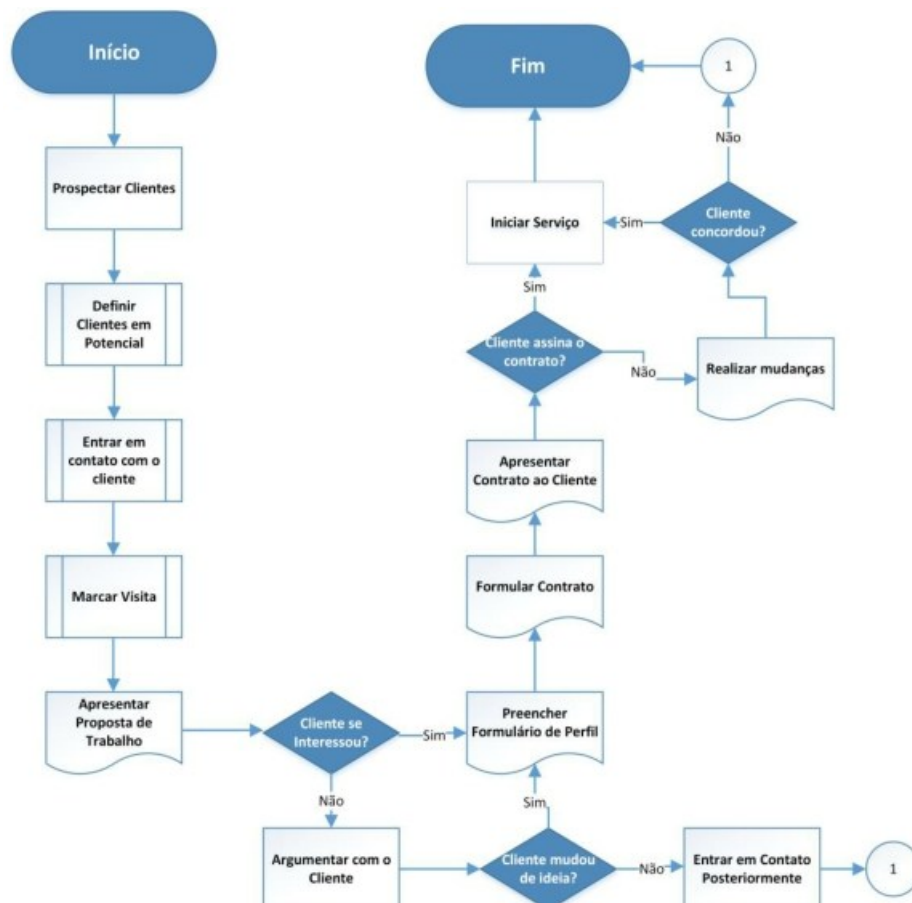 Início
Prospectar Clientes
Definir
Clientes em
Potencial
Entrar em
contato com o
cliente
Marcar Visita
Apresentar
Proposta de
Trabalho
Cliente se
Interessou?
Sim
Não
Argumentar com o
Cliente
Cliente mudou
de ideia?
Sim
Não
Entrar em Contato
Posteriormente
1
Preencher
Formulário de Perfil
Formular Contrato
Apresentar
Contrato ao Cliente
Cliente assina o
contrato?
Sim
Não
Realizar mudanças
Cliente
concordou?
Sim
Não
Iniciar Serviço
1
Fim